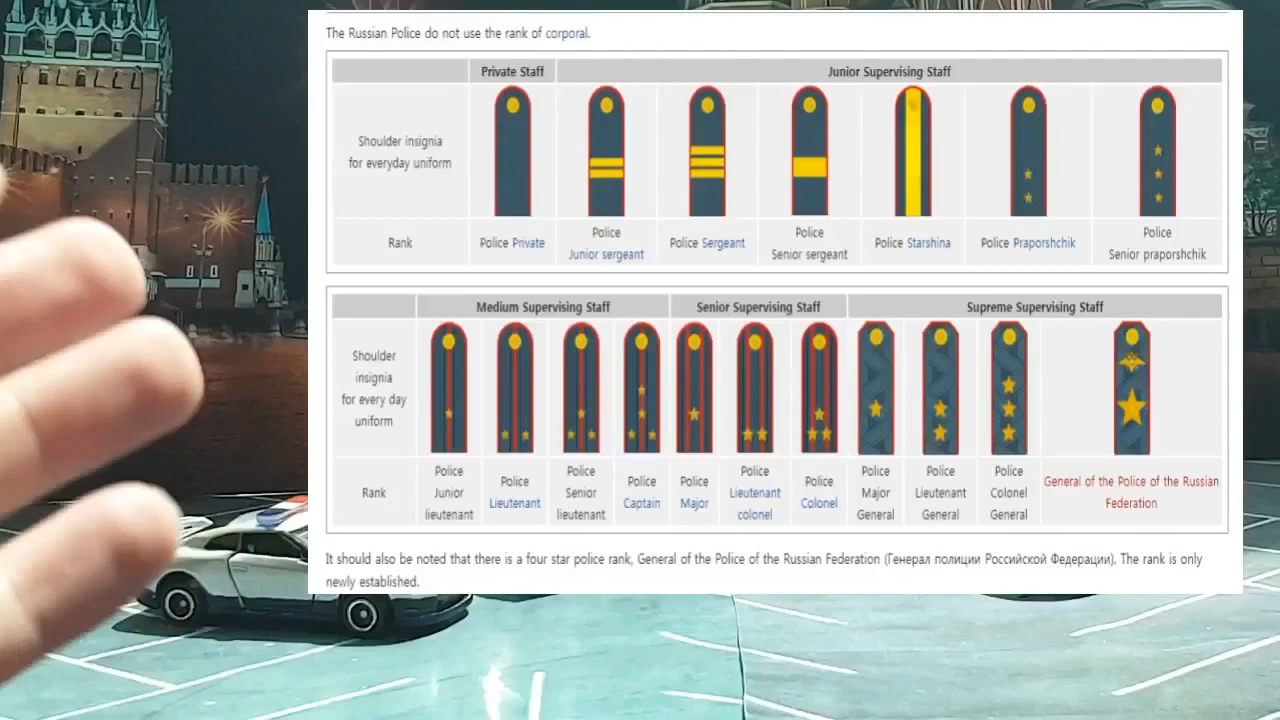 The Russian Police do not use the rank of corporal.
Private Staff
Junior Supervising Staff
Shoulder insignia
for everyday uniform
Rank
Police Private
Police
Junior sergeant
Police Sergeant
Police
Senior sergeant
Police Starshina
Police Praporshchik
Police
Senior praporshchik
Medium Supervising Staff
Senior Supervising Staff
Supreme Supervising Staff
Shoulder
insignia
for every day
uniform
Rank
Police
Junior
lieutenant
Police
Lieutenant
Police
Senior
lieutenant
Police
Captain
Police
Major
Police
Lieutenant
colonel
Police
Colonel
Police
Major
General
Police
Lieutenant
General
Police
Colonel
General
General of the Police of the Russian
Federation
It should also be noted that there is a four star police rank, General of the Police of the Russian Federation (Генерал полиции Российской Федерации). The rank is only
newly established.